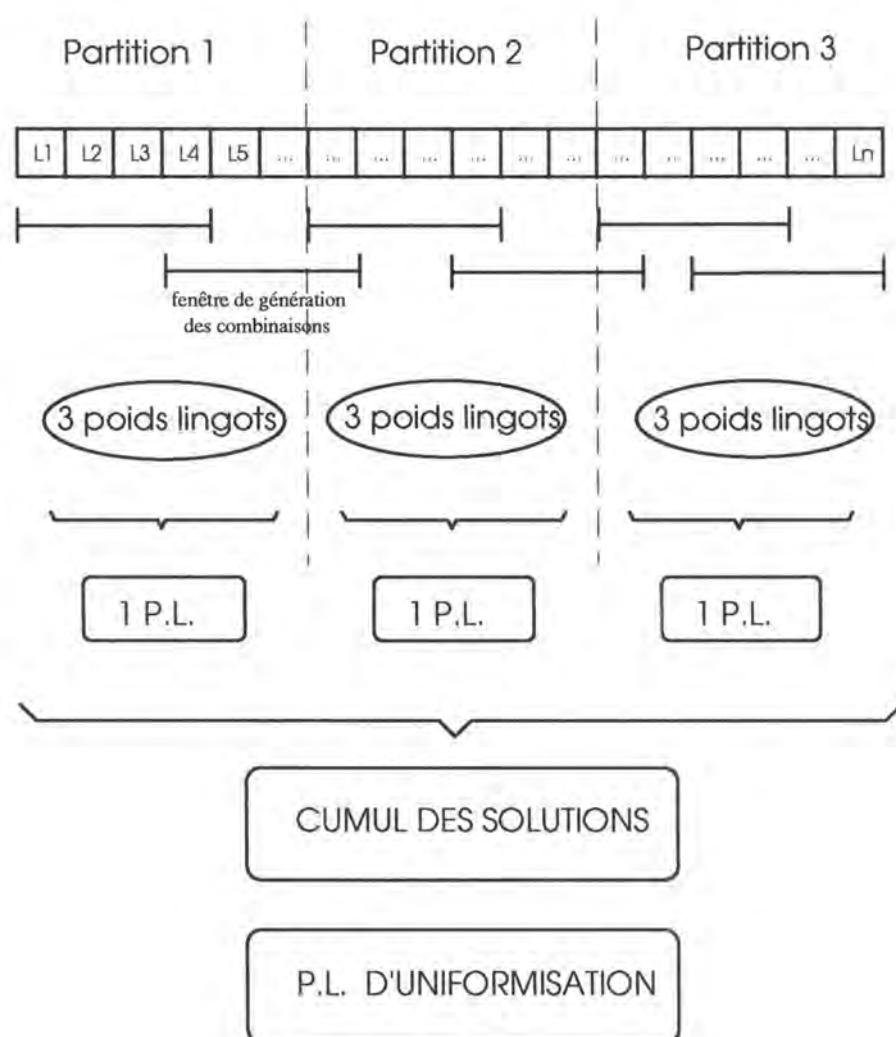 Partition 1 Partition 2 Partition 3
L1 L2 L3 L4 L5 ... ... ... ... ... ... ... ... ... ... ... ... Ln
fenêtre de génération
des combinaisons
3 poids lingots 3 poids lingots 3 poids lingots
1 P.L. 1 P.L. 1 P.L.
CUMUL DES SOLUTIONS
P.L. D'UNIFORMISATION